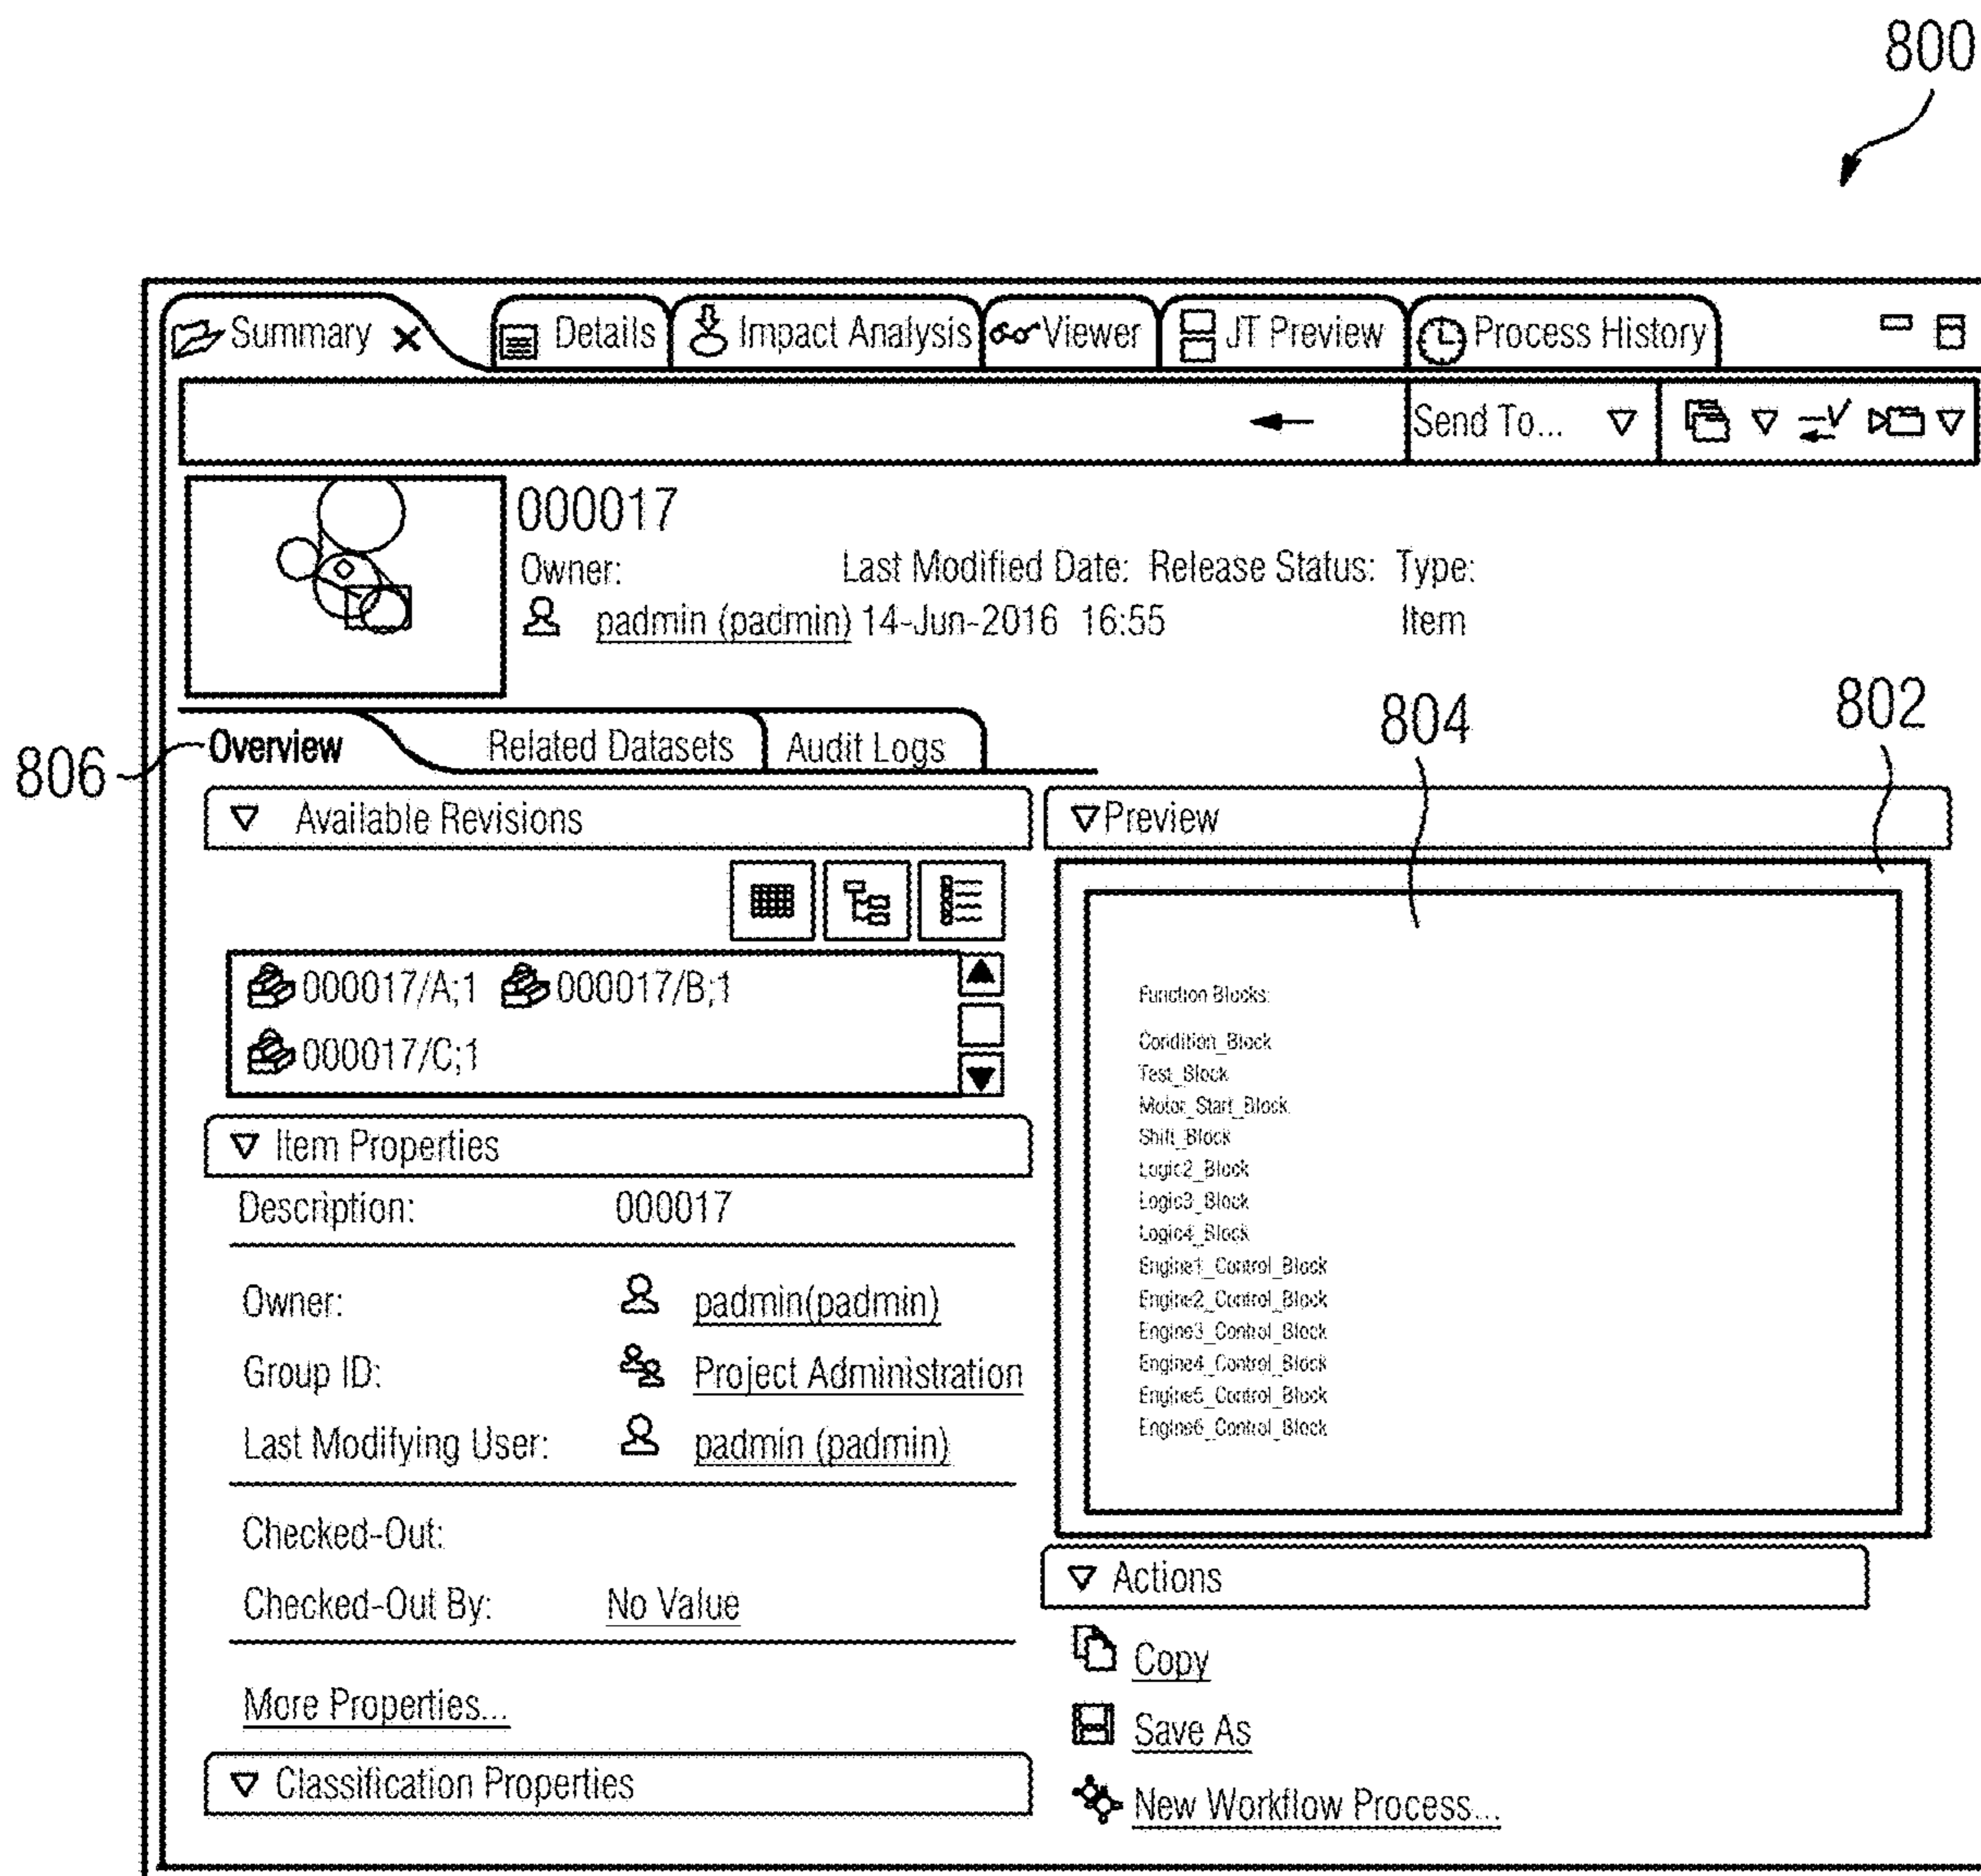 800
Summary Details Impact Analysis Viewer JT Preview Process History
Send To...
000017
Owner: Last Modified Date: Release Status: Type:
padmin (padmin) 14-Jun-2016 16:55 Item
804 802
806 Overview Related Datasets Audit Logs
Available Revisions
000017/A;1 000017/B;1
000017/C;1
Item Properties
Description: 000017
Owner: padmin(padmin)
Group ID: Project Administration
Last Modifying User: padmin (padmin)
Checked-Out:
Checked-Out By: No Value
More Properties...
Classification Properties
Preview
Function Blocks:
Condition_Block
Test_Block
Motor_Start_Block
Shift_Block
Logic2_Block
Logic3_Block
Logic4_Block
Engine1_Control_Block
Engine2_Control_Block
Engine3_Control_Block
Engine4_Control_Block
Engine5_Control_Block
Engine6_Control_Block
Actions
Copy
Save As
New Workflow Process...